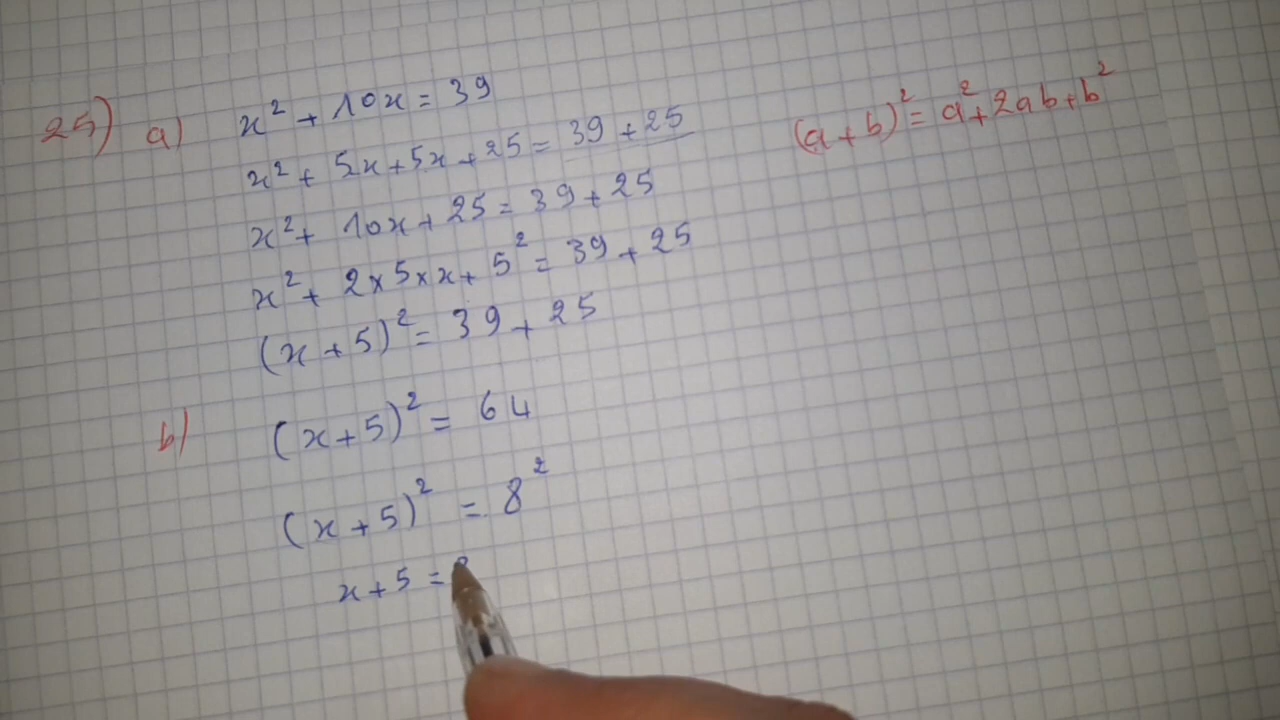 25) a) x² + 10x = 39
x² + 5x + 5x + 25 = 39 + 25
x² + 10x + 25 = 39 + 25
x² + 2×5×x + 5² = 39 + 25
(x + 5)² = 39 + 25
b) (x+5)² = 64
(x + 5)² = 8²
x + 5 =
(a + b)² = a² + 2ab + b²